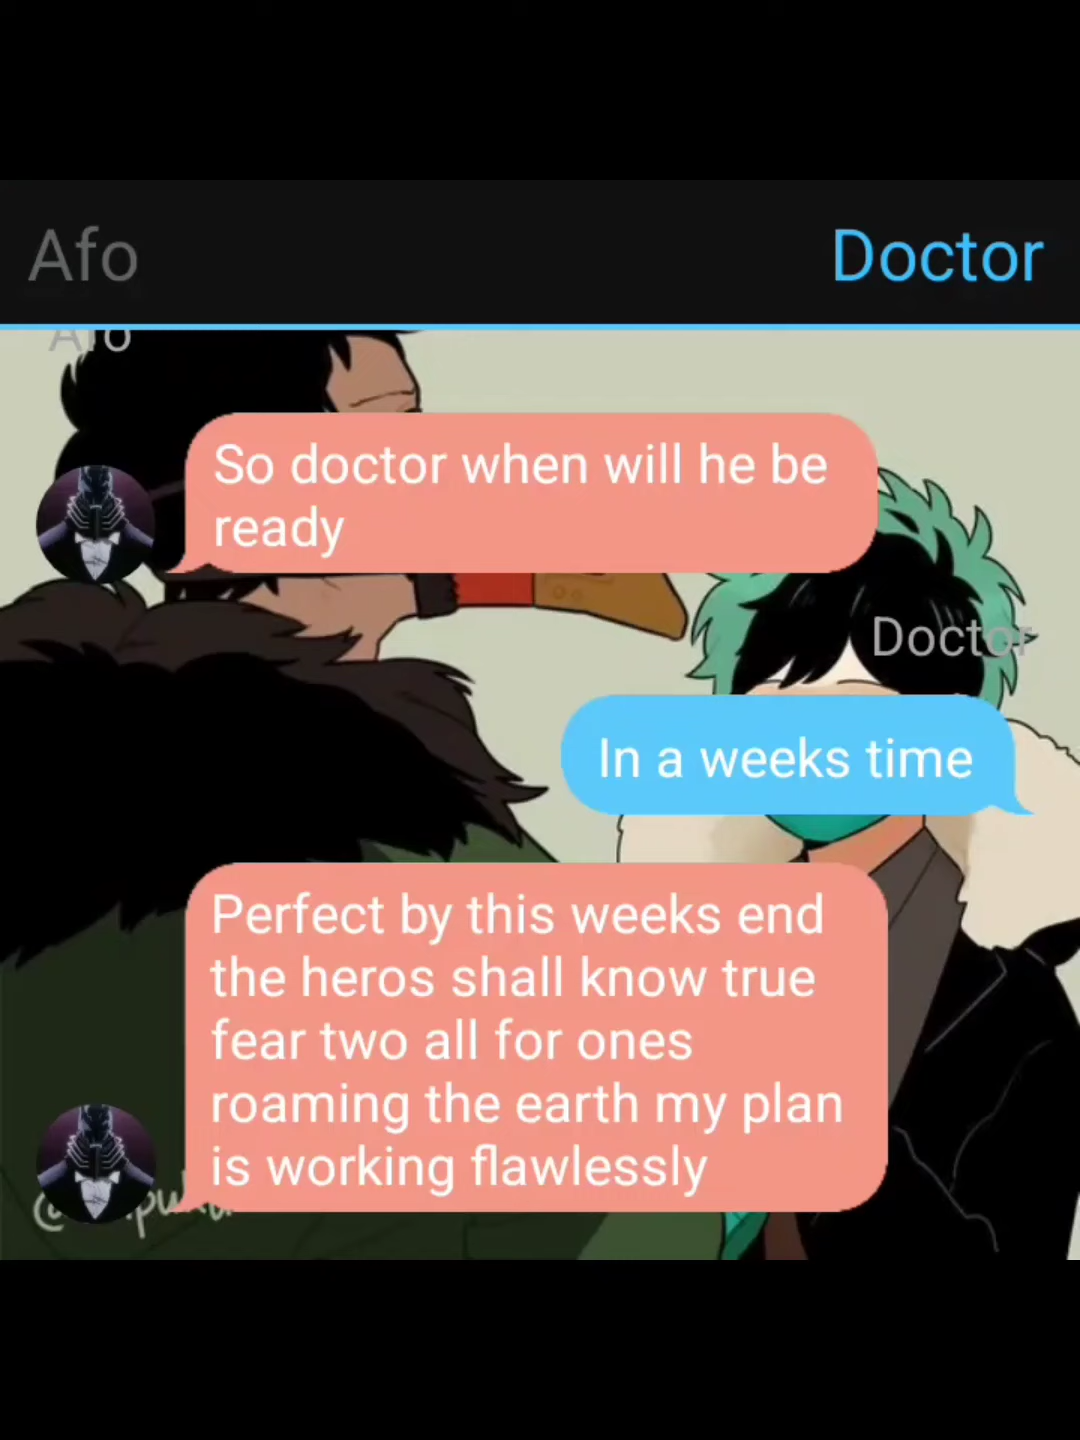 Afo
Doctor
Afo
So doctor when will he be
ready
Doctor
In a weeks time
Perfect by this weeks end
the heros shall know true
fear two all for ones
roaming the earth my plan
is working flawlessly